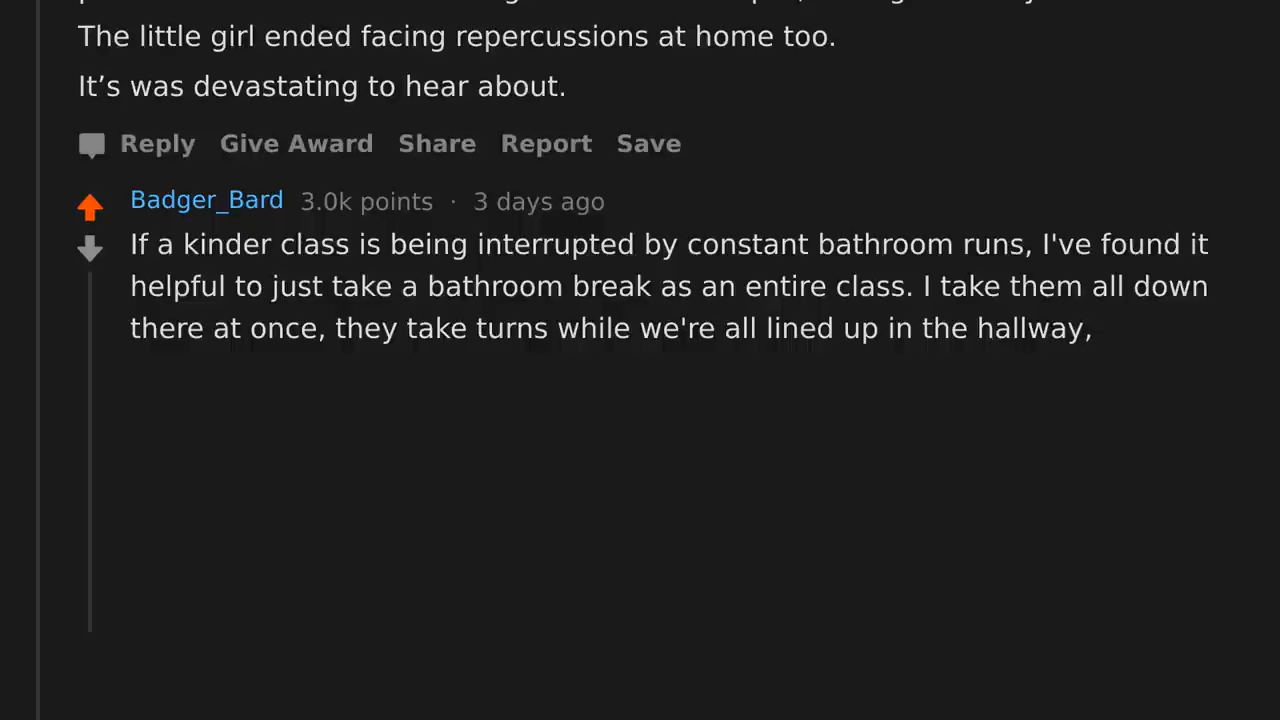 The little girl ended facing repercussions at home too.
It’s was devastating to hear about.
Reply Give Award Share Report Save
Badger_Bard 3.0k points · 3 days ago
If a kinder class is being interrupted by constant bathroom runs, I've found it
helpful to just take a bathroom break as an entire class. I take them all down
there at once, they take turns while we're all lined up in the hallway,